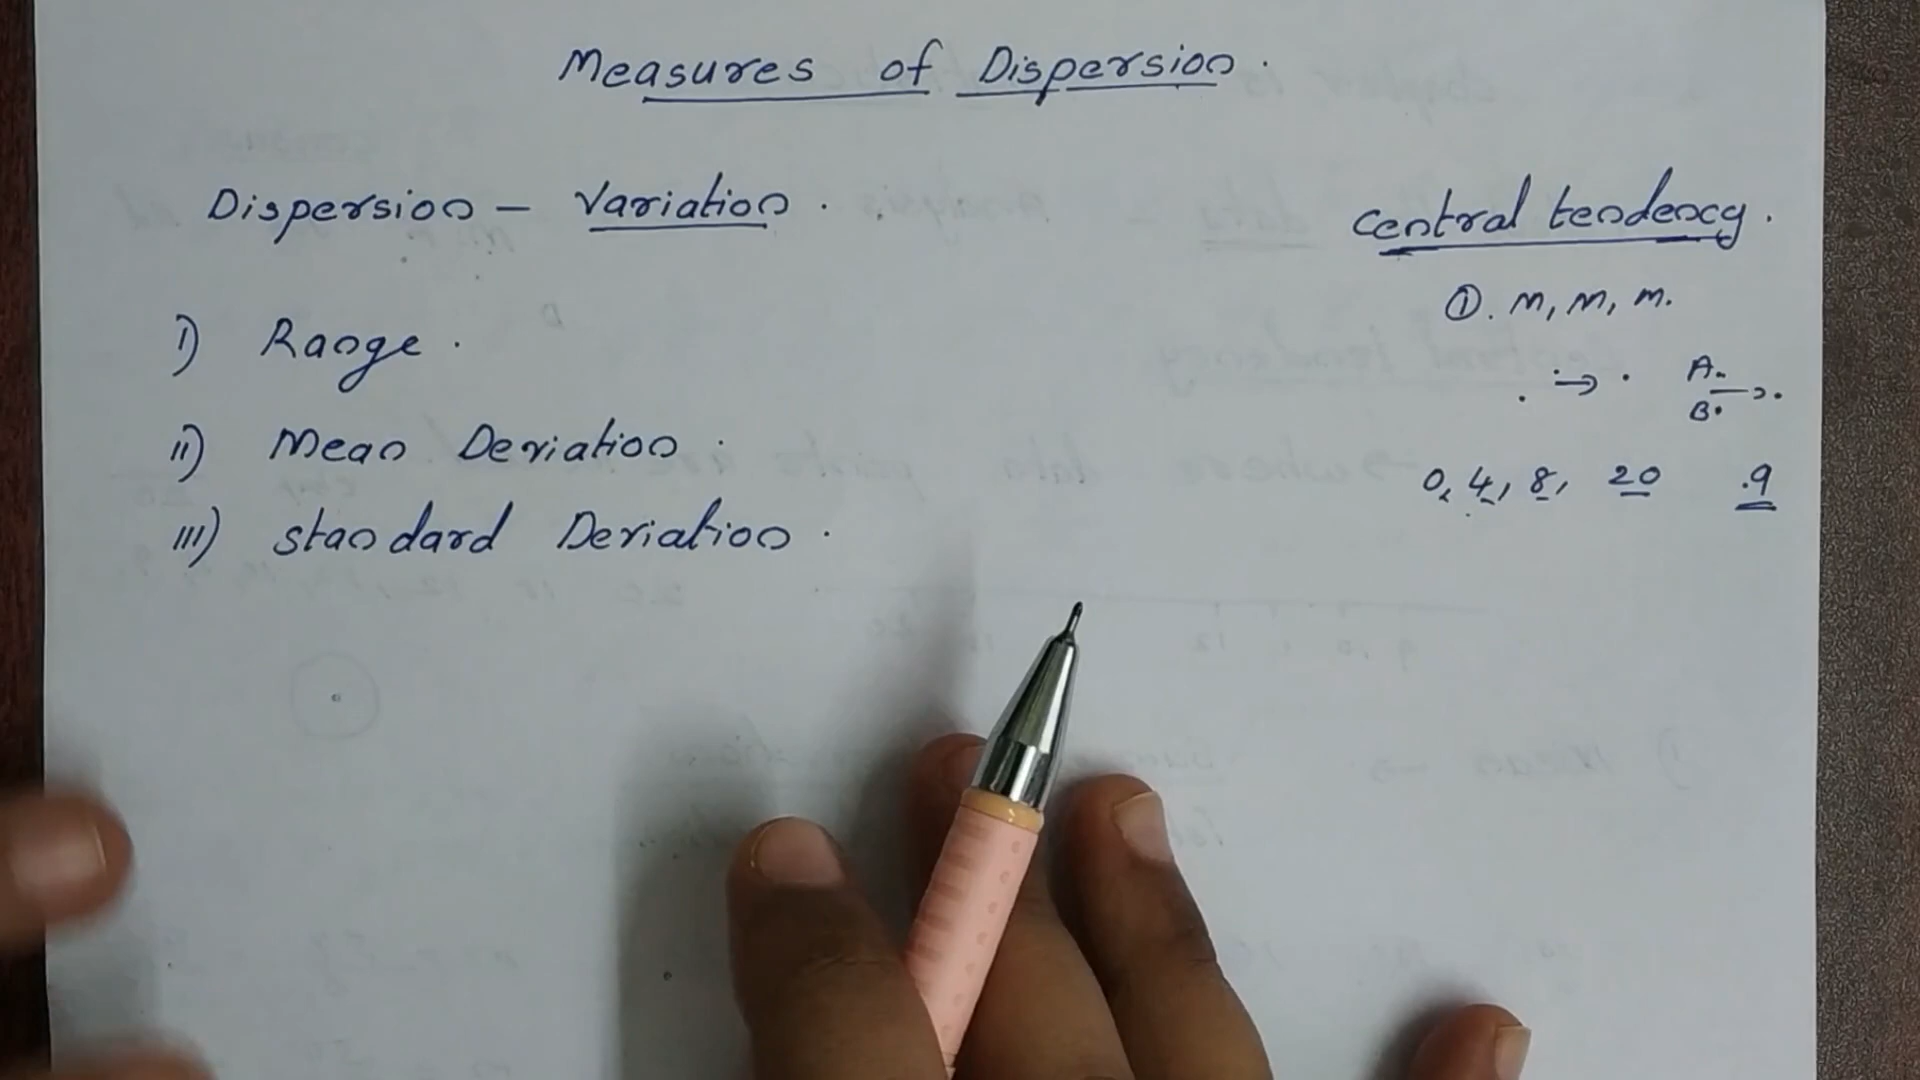 Measures of Dispersion.
Dispersion - Variation.
i) Range.
ii) Mean Deviation.
iii) Standard Deviation.
Central tendency.
①. m, m, m.
. → .
A.
B. → .
0, 4, 8, 20 .9